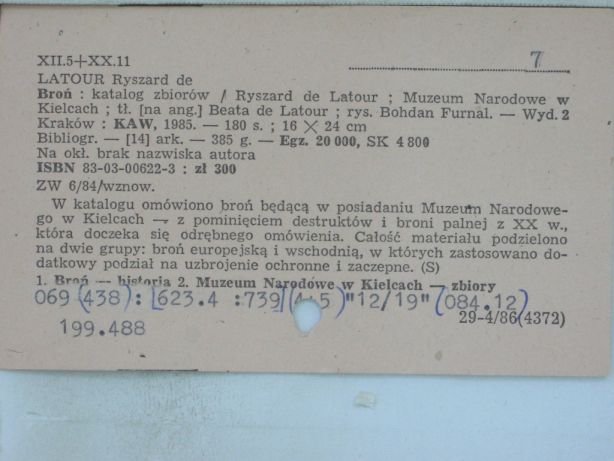 XII.5+XX.11
7
LATOUR Ryszard de
Broń : katalog zbiorów / Ryszard de Latour ; Muzeum Narodowe w
Kielcach ; tł. [na ang.] Beata de Latour ; rys. Bohdan Furnal. — Wyd. 2
Kraków : KAW, 1985. — 180 s. ; 16 × 24 cm
Bibliogr. — [14] ark. — 385 g. — Egz. 20 000, SK 4 800
Na okł. brak nazwiska autora
ISBN 83-03-00622-3 : zł 300
ZW 6/84/wznow.
W katalogu omówiono broń będącą w posiadaniu Muzeum Narodowe-
go w Kielcach — z pominięciem destruktów i broni palnej z XX w.,
która doczeka się odrębnego omówienia. Całość materiału podzielono
na dwie grupy: broń europejską i wschodnią, w których zastosowano do-
datkowy podział na uzbrojenie ochronne i zaczepne. (S)
1. Broń — historia 2. Muzeum Narodowe w Kielcach — zbiory
069 (438) : [623.4 :739] (4-5) "12/19" (084.12)
29-4/86(4372)
199.488